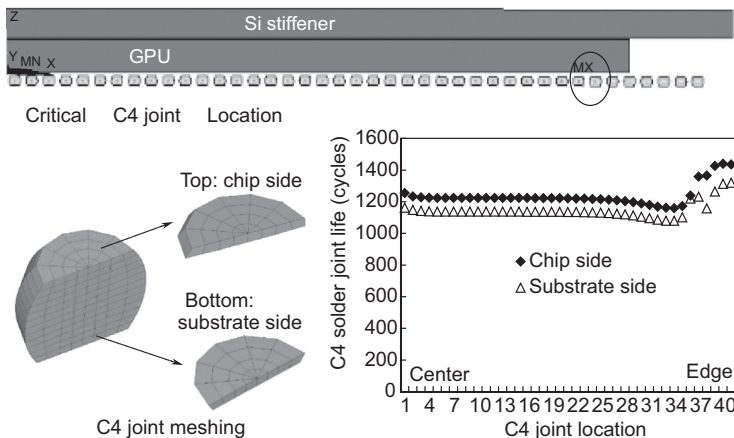 Z
Si stiffener
Y MN X
GPU
MX
Critical C4 joint Location
Top: chip side
Bottom:
substrate side
C4 joint meshing
C4 solder joint life (cycles)
1600
1400
1200
1000
800
600
400
200
0
Chip side
Substrate side
Center
Edge
1 4 7 10 13 16 19 22 25 28 31 34 37 40
C4 joint location